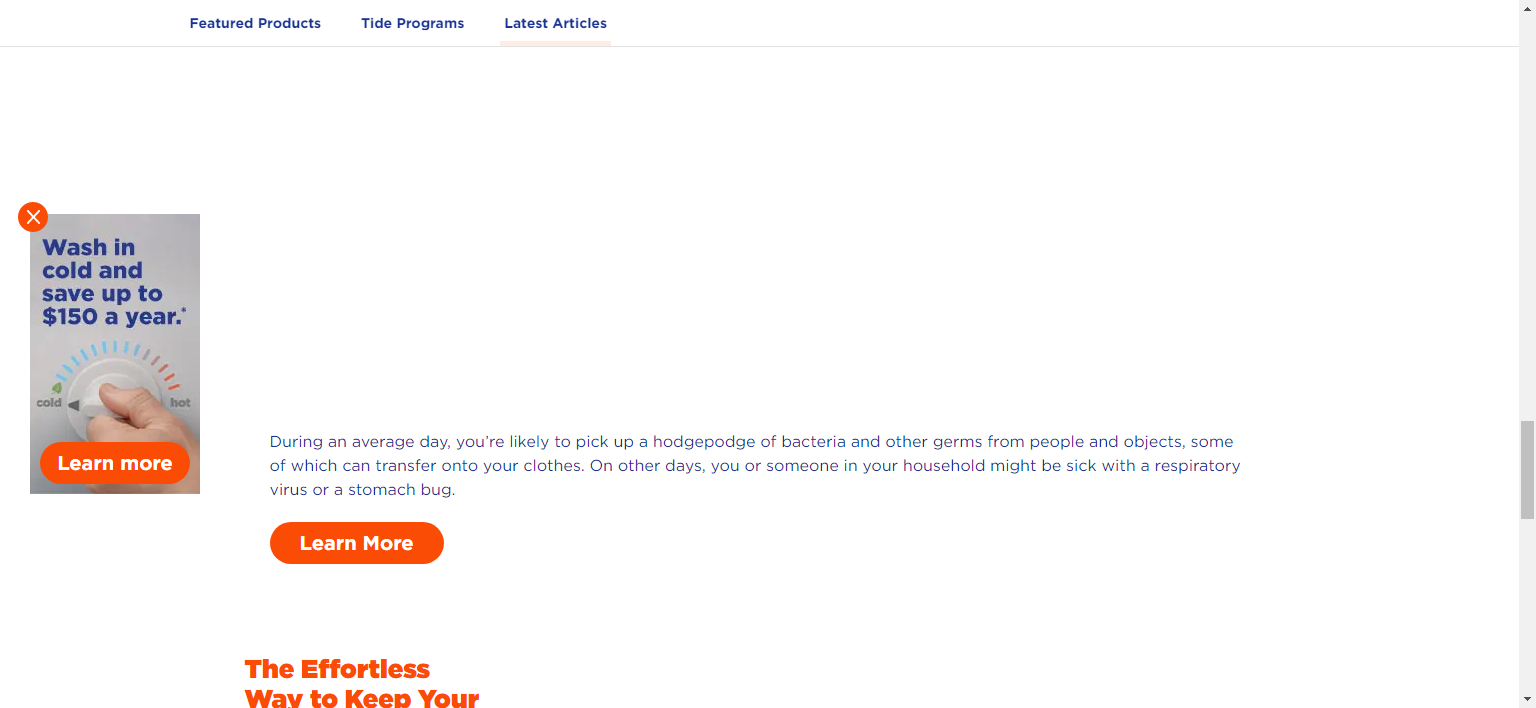 Featured Products
Tide Programs
Latest Articles
Wash in
cold and
save up to
$150 a year.*
cold
hot
Learn more
During an average day, you’re likely to pick up a hodgepodge of bacteria and other germs from people and objects, some
of which can transfer onto your clothes. On other days, you or someone in your household might be sick with a respiratory
virus or a stomach bug.
Learn More
The Effortless
Way to Keep Your